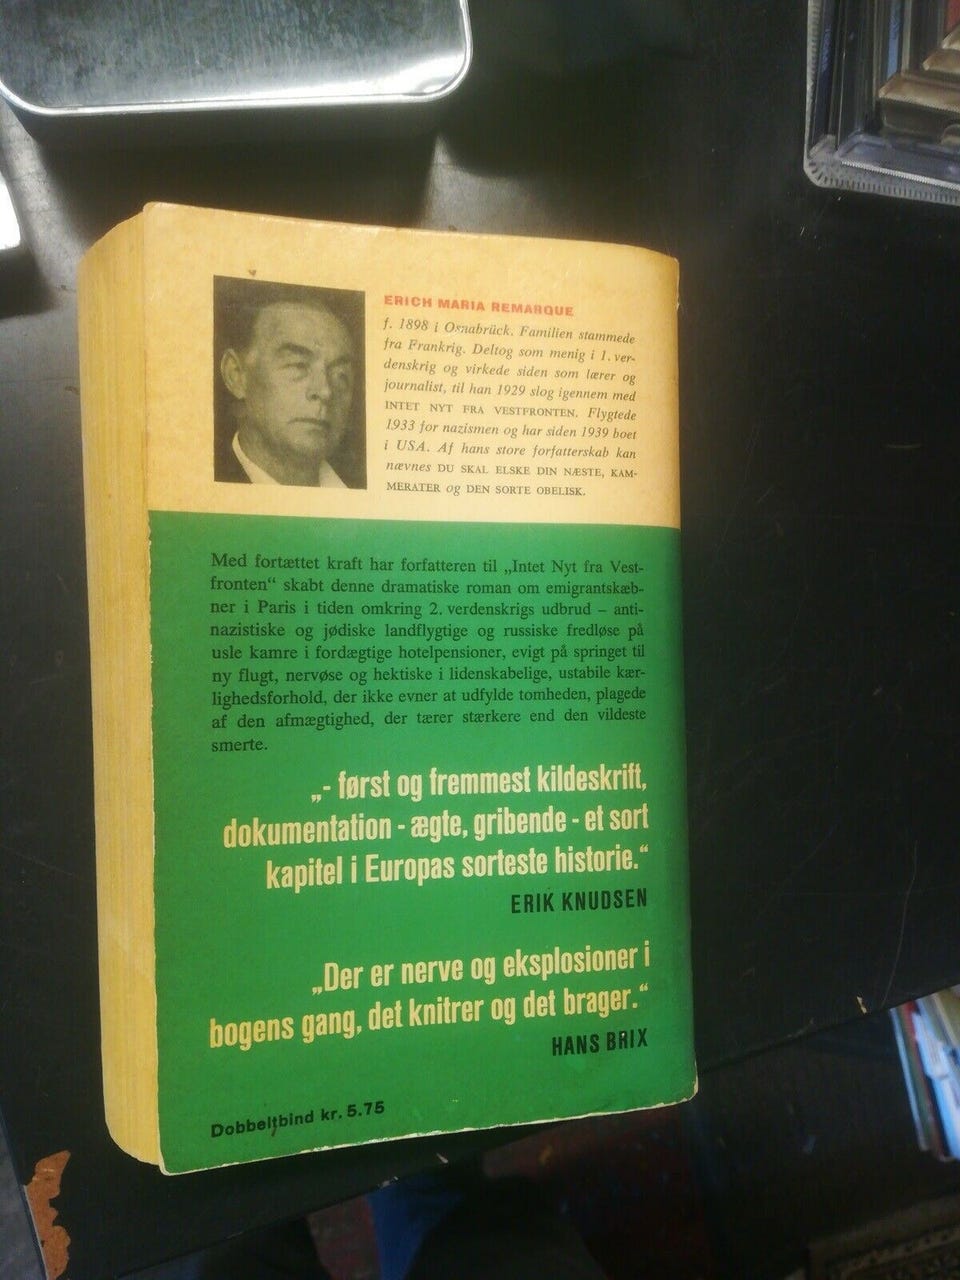 ERICH MARIA REMARQUE
f. 1898 i Osnabrück. Familien stammede
fra Frankrig. Deltog som menig i 1. ver-
denskrig og virkede siden som lærer og
journalist, til han 1929 slog igennem med
INTET NYT FRA VESTFRONTEN. Flygtede
1933 for nazismen og har siden 1939 boet
i USA. Af hans store forfatterskab kan
nævnes DU SKAL ELSKE DIN NÆSTE, KAM-
MERATER og DEN SORTE OBELISK.
Med fortættet kraft har forfatteren til „Intet Nyt fra Vest-
fronten“ skabt denne dramatiske roman om emigrantskæb-
ner i Paris i tiden omkring 2. verdenskrigs udbrud – anti-
nazistiske og jødiske landflygtige og russiske fredløse på
usle kamre i fordægtige hotelpensioner, evigt på springet til
ny flugt, nervøse og hektiske i lidenskabelige, ustabile kær-
lighedsforhold, der ikke evner at udfylde tomheden, plagede
af den afmægtighed, der tærer stærkere end den vildeste
smerte.
„- først og fremmest kildeskrift,
dokumentation - ægte, gribende - et sort
kapitel i Europas sorteste historie.“
ERIK KNUDSEN
„Der er nerve og eksplosioner i
bogens gang, det knitrer og det brager.“
HANS BRIX
Dobbeltbind kr. 5.75